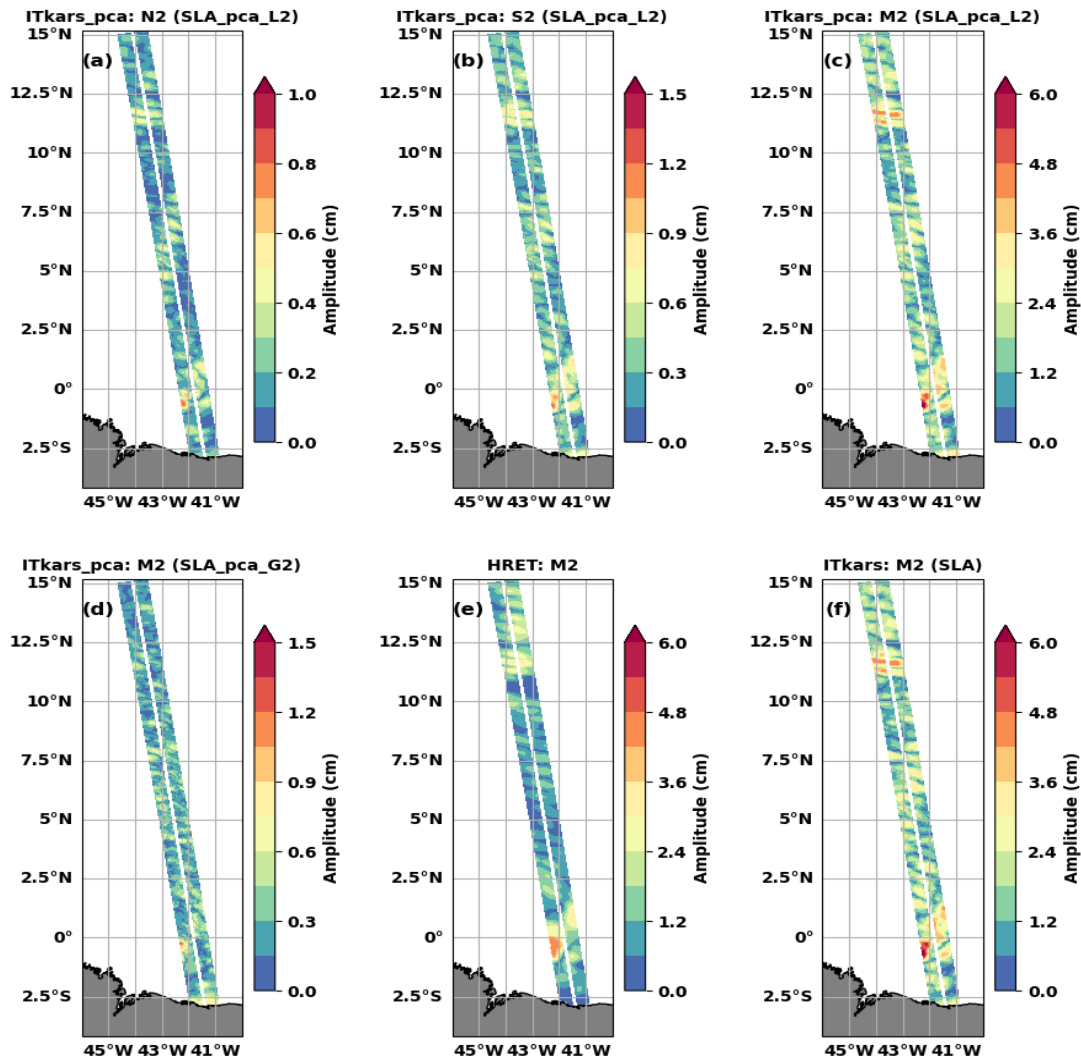 ITkars_pca: N2 (SLA_pca_L2)
15°N
(a)
12.5°N
10°N
7.5°N
5°N
2.5°N
0°
2.5°S
45°W 43°W 41°W
1.0
0.8
0.6
0.4
0.2
0.0
Amplitude (cm)
ITkars_pca: S2 (SLA_pca_L2)
15°N
(b)
12.5°N
10°N
7.5°N
5°N
2.5°N
0°
2.5°S
45°W 43°W 41°W
1.5
1.2
0.9
0.6
0.3
0.0
Amplitude (cm)
ITkars_pca: M2 (SLA_pca_L2)
15°N
(c)
12.5°N
10°N
7.5°N
5°N
2.5°N
0°
2.5°S
45°W 43°W 41°W
6.0
4.8
3.6
2.4
1.2
0.0
Amplitude (cm)
ITkars_pca: M2 (SLA_pca_G2)
15°N
(d)
12.5°N
10°N
7.5°N
5°N
2.5°N
0°
2.5°S
45°W 43°W 41°W
1.5
1.2
0.9
0.6
0.3
0.0
Amplitude (cm)
HRET: M2
15°N
(e)
12.5°N
10°N
7.5°N
5°N
2.5°N
0°
2.5°S
45°W 43°W 41°W
6.0
4.8
3.6
2.4
1.2
0.0
Amplitude (cm)
ITkars: M2 (SLA)
15°N
(f)
12.5°N
10°N
7.5°N
5°N
2.5°N
0°
2.5°S
45°W 43°W 41°W
6.0
4.8
3.6
2.4
1.2
0.0
Amplitude (cm)